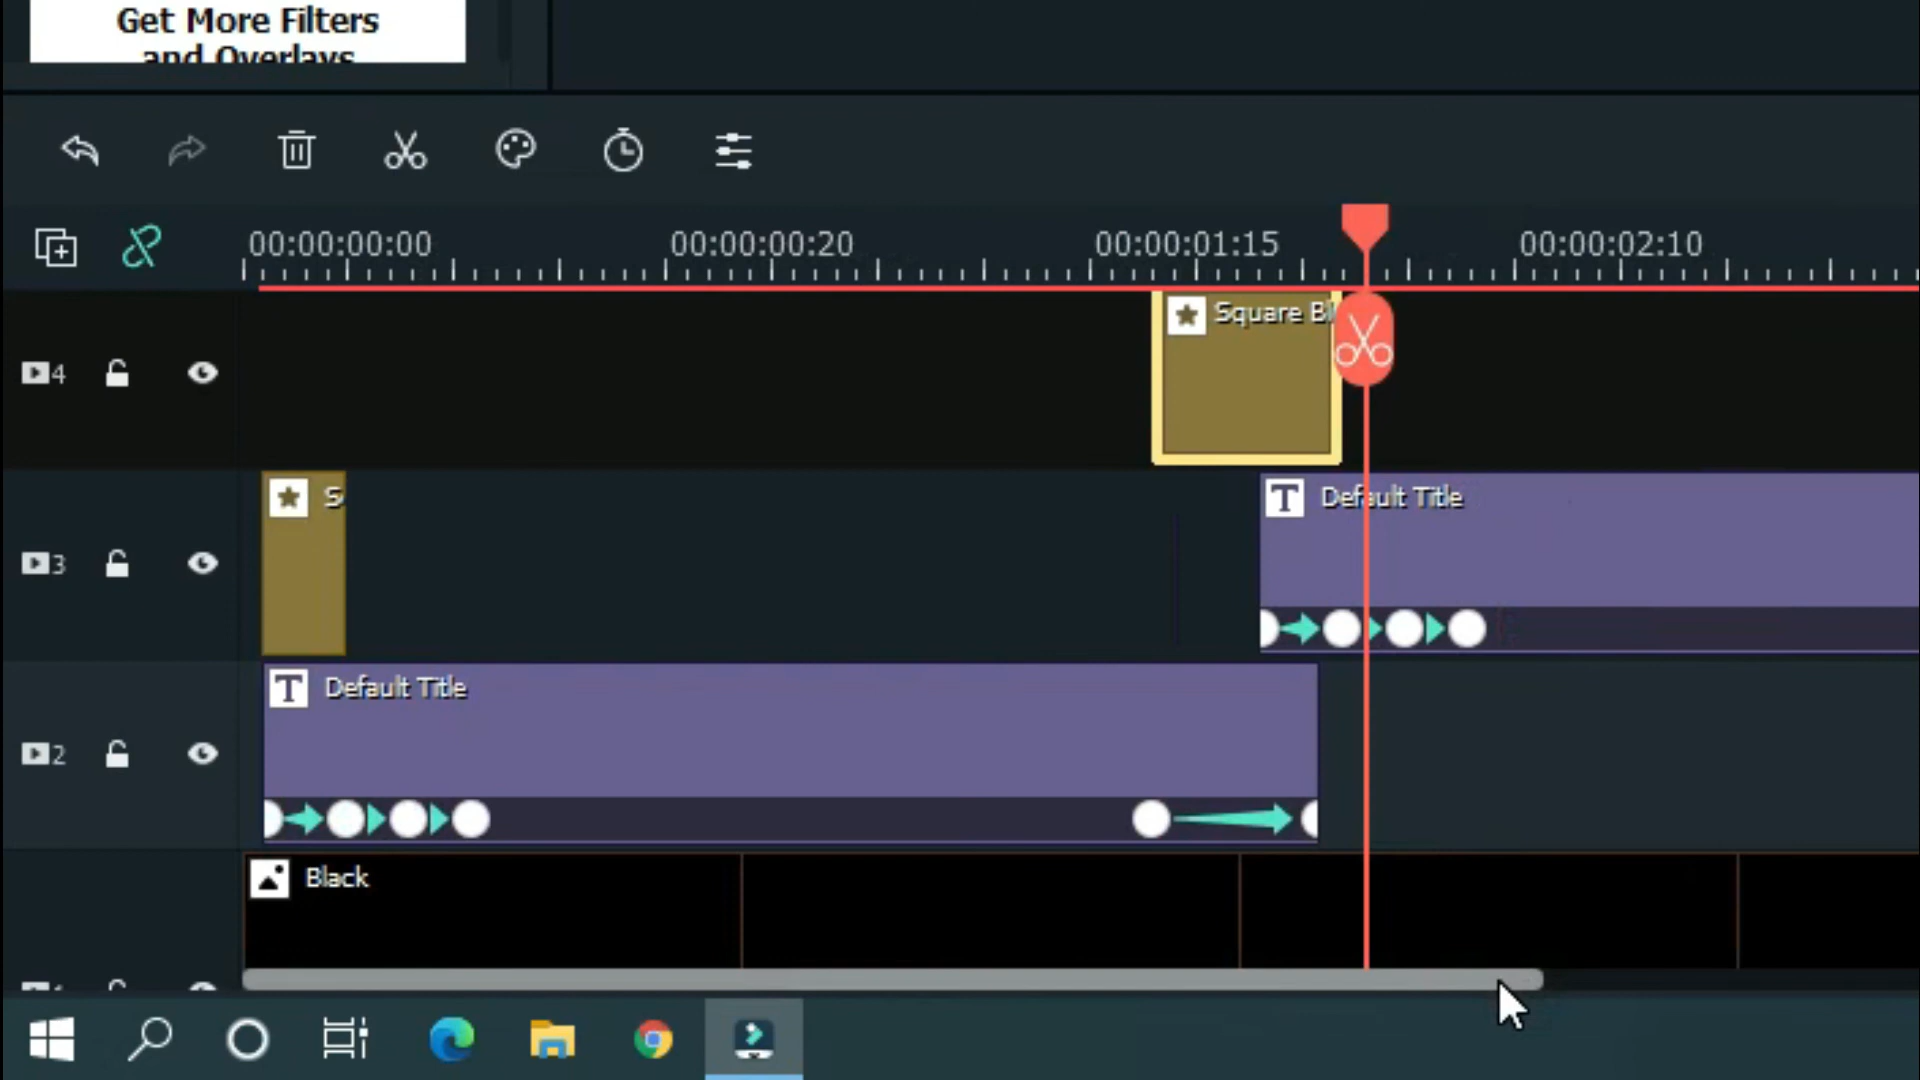 Get More Filters
and Overlays
00:00:00:00 00:00:00:20 00:00:01:15 00:00:02:10
Square Bl
4
S
Default Title
3
Default Title
2
Black